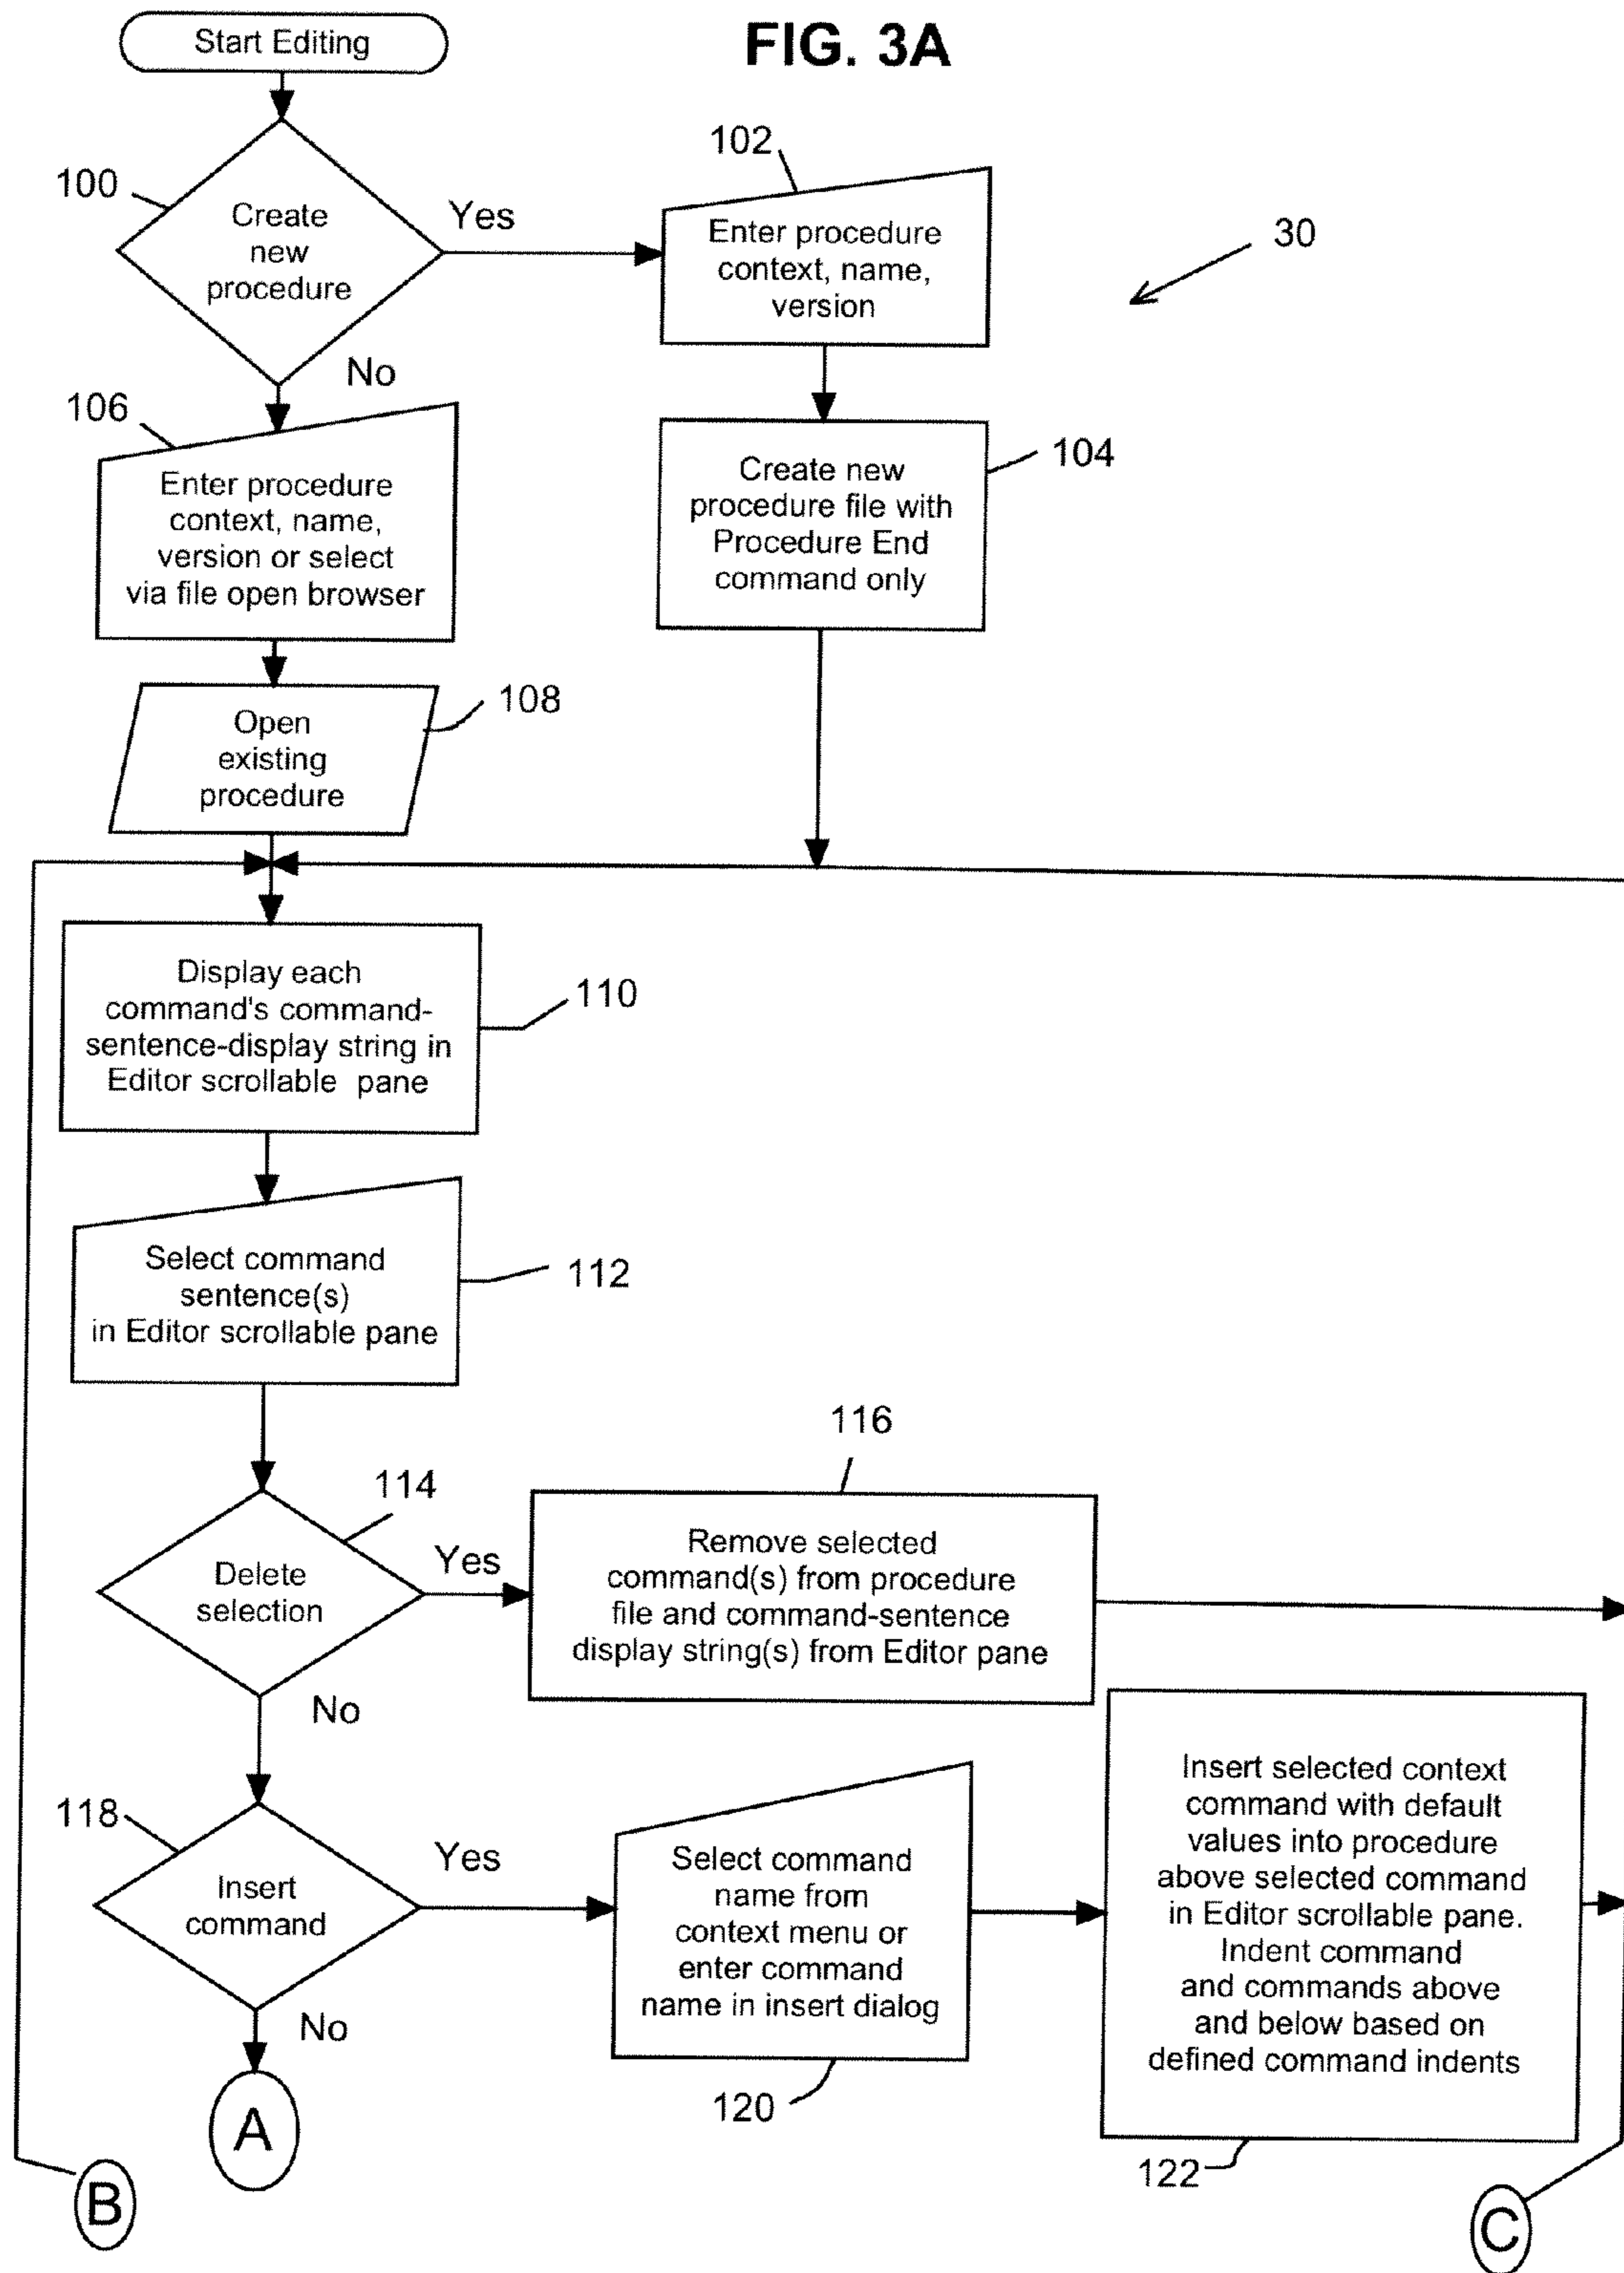 Start Editing
FIG. 3A
100
Create
new
procedure
Yes
No
102
Enter procedure
context, name,
version
30
104
Create new
procedure file with
Procedure End
command only
106
Enter procedure
context, name,
version or select
via file open browser
108
Open
existing
procedure
110
Display each
command's command-
sentence-display string in
Editor scrollable pane
112
Select command
sentence(s)
in Editor scrollable pane
114
Delete
selection
Yes
No
116
Remove selected
command(s) from procedure
file and command-sentence
display string(s) from Editor pane
118
Insert
command
Yes
No
120
Select command
name from
context menu or
enter command
name in insert dialog
122
Insert selected context
command with default
values into procedure
above selected command
in Editor scrollable pane.
Indent command
and commands above
and below based on
defined command indents
A
B
C